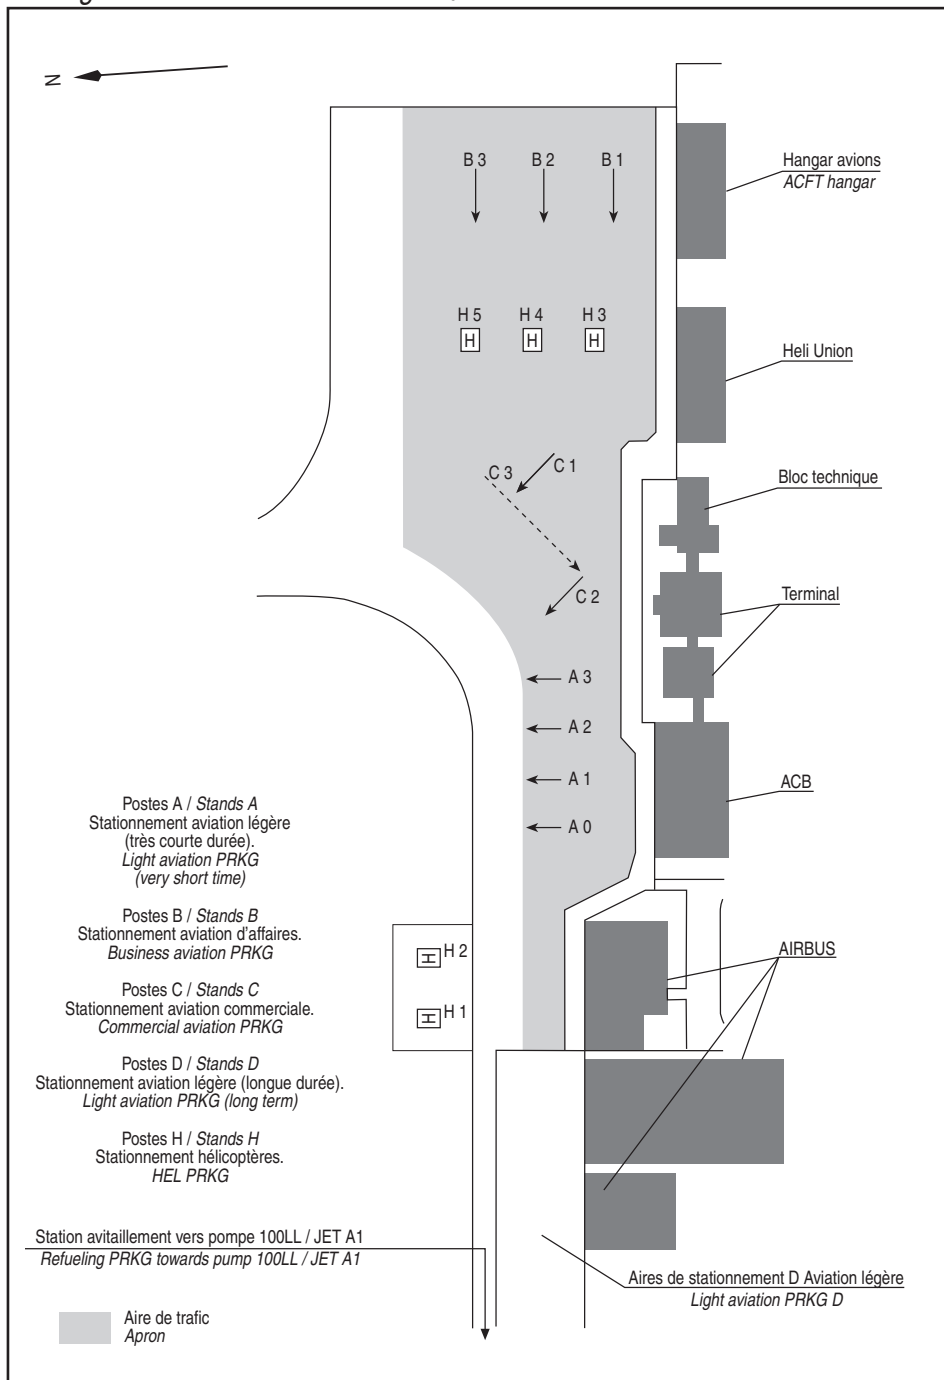 N
B 3
B 2
B 1
Hangar avions
ACFT hangar
H 5
H 4
H 3
H
H
H
Heli Union
C 3
C 1
Bloc technique
C 2
Terminal
A 3
A 2
A 1
ACB
A 0
Postes A / Stands A
Stationnement aviation légère
(très courte durée).
Light aviation PRKG
(very short time)
Postes B / Stands B
Stationnement aviation d'affaires.
Business aviation PRKG
H
H 2
AIRBUS
Postes C / Stands C
Stationnement aviation commerciale.
Commercial aviation PRKG
H
H 1
Postes D / Stands D
Stationnement aviation légère (longue durée).
Light aviation PRKG (long term)
Postes H / Stands H
Stationnement hélicoptères.
HEL PRKG
Station avitaillement vers pompe 100LL / JET A1
Refueling PRKG towards pump 100LL / JET A1
Aires de stationnement D Aviation légère
Light aviation PRKG D
Aire de trafic
Apron